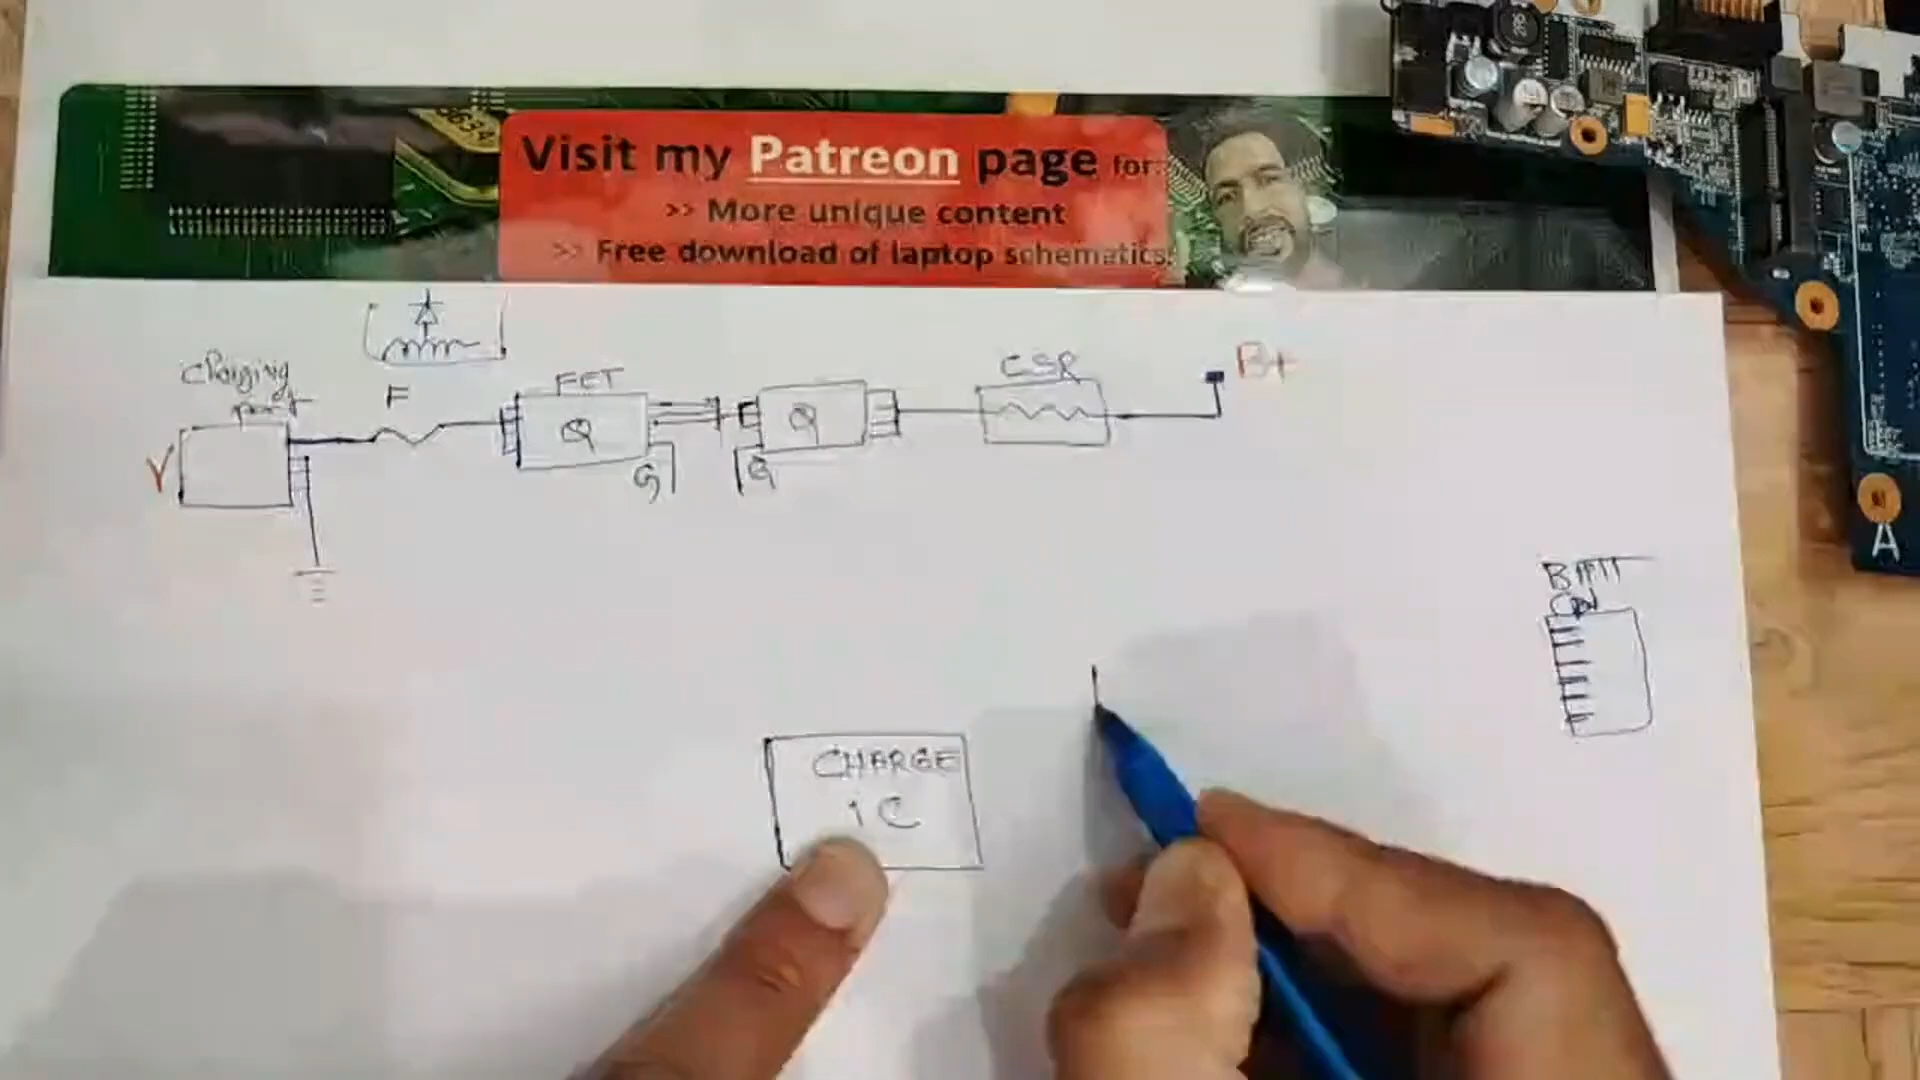 Visit my Patreon page for:
>> More unique content
>> Free download of laptop schematics
Charging
port
F
FET
Q
G
Q
G
CSR
B+
V
BATT
CON
CHARGE
iC
A